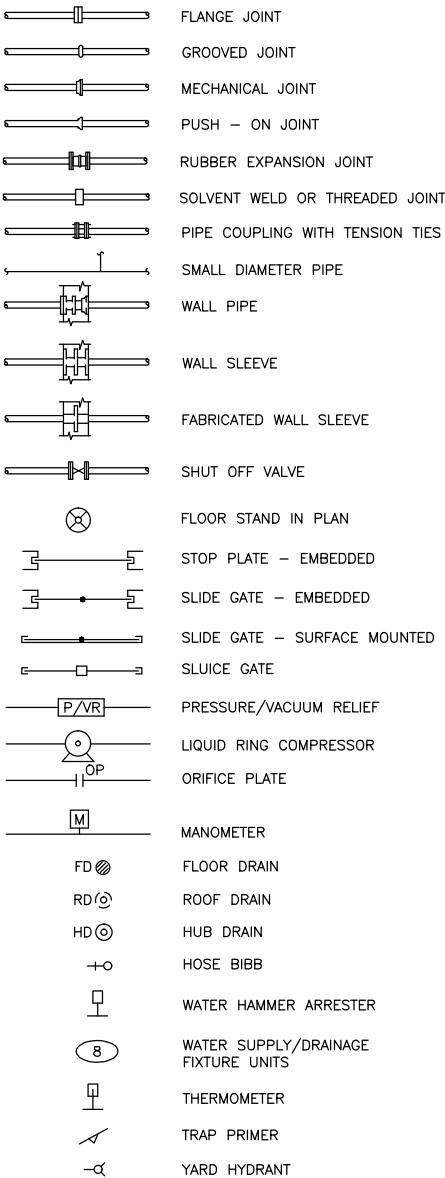 FLANGE JOINT
GROOVED JOINT
MECHANICAL JOINT
PUSH – ON JOINT
RUBBER EXPANSION JOINT
SOLVENT WELD OR THREADED JOINT
PIPE COUPLING WITH TENSION TIES
SMALL DIAMETER PIPE
WALL PIPE
WALL SLEEVE
FABRICATED WALL SLEEVE
SHUT OFF VALVE
FLOOR STAND IN PLAN
STOP PLATE – EMBEDDED
SLIDE GATE – EMBEDDED
SLIDE GATE – SURFACE MOUNTED
SLUICE GATE
P/VR PRESSURE/VACUUM RELIEF
LIQUID RING COMPRESSOR
OP ORIFICE PLATE
M MANOMETER
FD FLOOR DRAIN
RD ROOF DRAIN
HD HUB DRAIN
HOSE BIBB
WATER HAMMER ARRESTER
8 WATER SUPPLY/DRAINAGE
FIXTURE UNITS
THERMOMETER
TRAP PRIMER
YARD HYDRANT